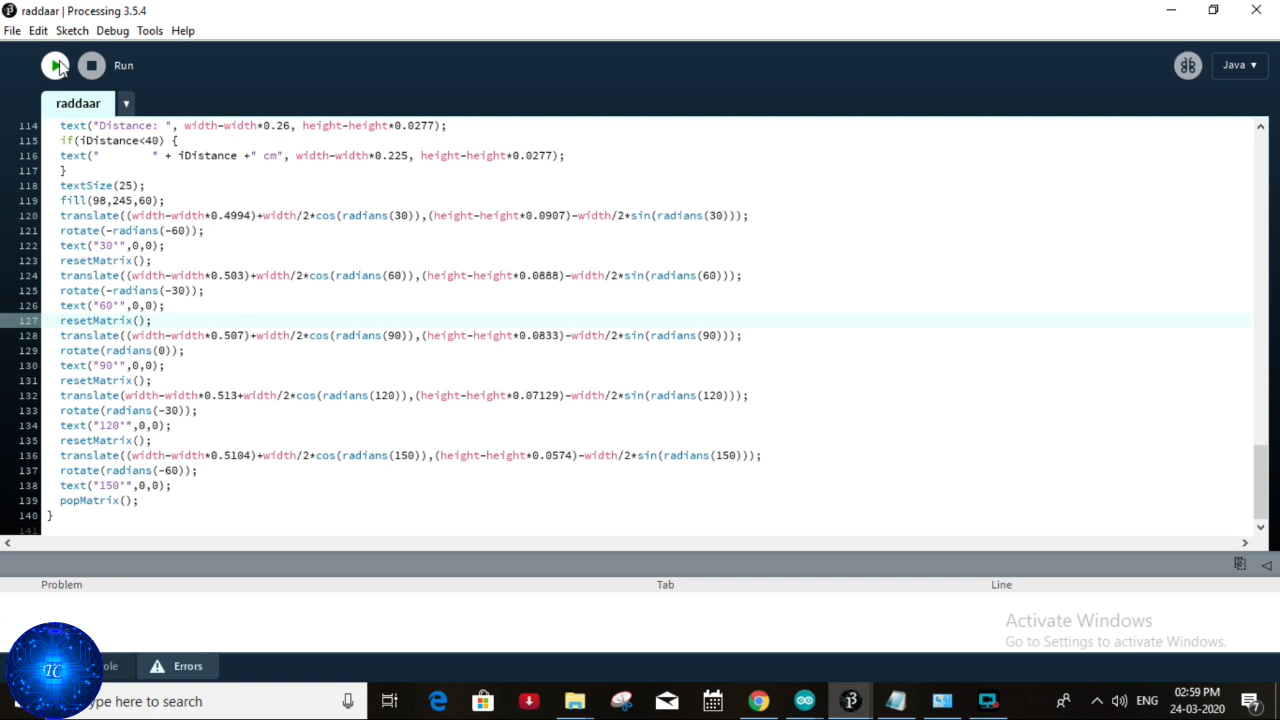 raddaar | Processing 3.5.4
File Edit Sketch Debug Tools Help
Run
Java ▾
raddaar ▾
114 text("Distance: ", width-width*0.26, height-height*0.0277);
115 if(iDistance<40) {
116 text("        " + iDistance +" cm", width-width*0.225, height-height*0.0277);
117 }
118 textSize(25);
119 fill(98,245,60);
120 translate((width-width*0.4994)+width/2*cos(radians(30)),(height-height*0.0907)-width/2*sin(radians(30)));
121 rotate(-radians(-60));
122 text("30°",0,0);
123 resetMatrix();
124 translate((width-width*0.503)+width/2*cos(radians(60)),(height-height*0.0888)-width/2*sin(radians(60)));
125 rotate(-radians(-30));
126 text("60°",0,0);
127 resetMatrix();
128 translate((width-width*0.507)+width/2*cos(radians(90)),(height-height*0.0833)-width/2*sin(radians(90)));
129 rotate(radians(0));
130 text("90°",0,0);
131 resetMatrix();
132 translate(width-width*0.513+width/2*cos(radians(120)),(height-height*0.07129)-width/2*sin(radians(120)));
133 rotate(radians(-30));
134 text("120°",0,0);
135 resetMatrix();
136 translate((width-width*0.5104)+width/2*cos(radians(150)),(height-height*0.0574)-width/2*sin(radians(150)));
137 rotate(radians(-60));
138 text("150°",0,0);
139 popMatrix();
140 }
141
Problem Tab Line
Activate Windows
Go to Settings to activate Windows.
ole Errors
TC
ype here to search
ENG
02:59 PM
24-03-2020
7